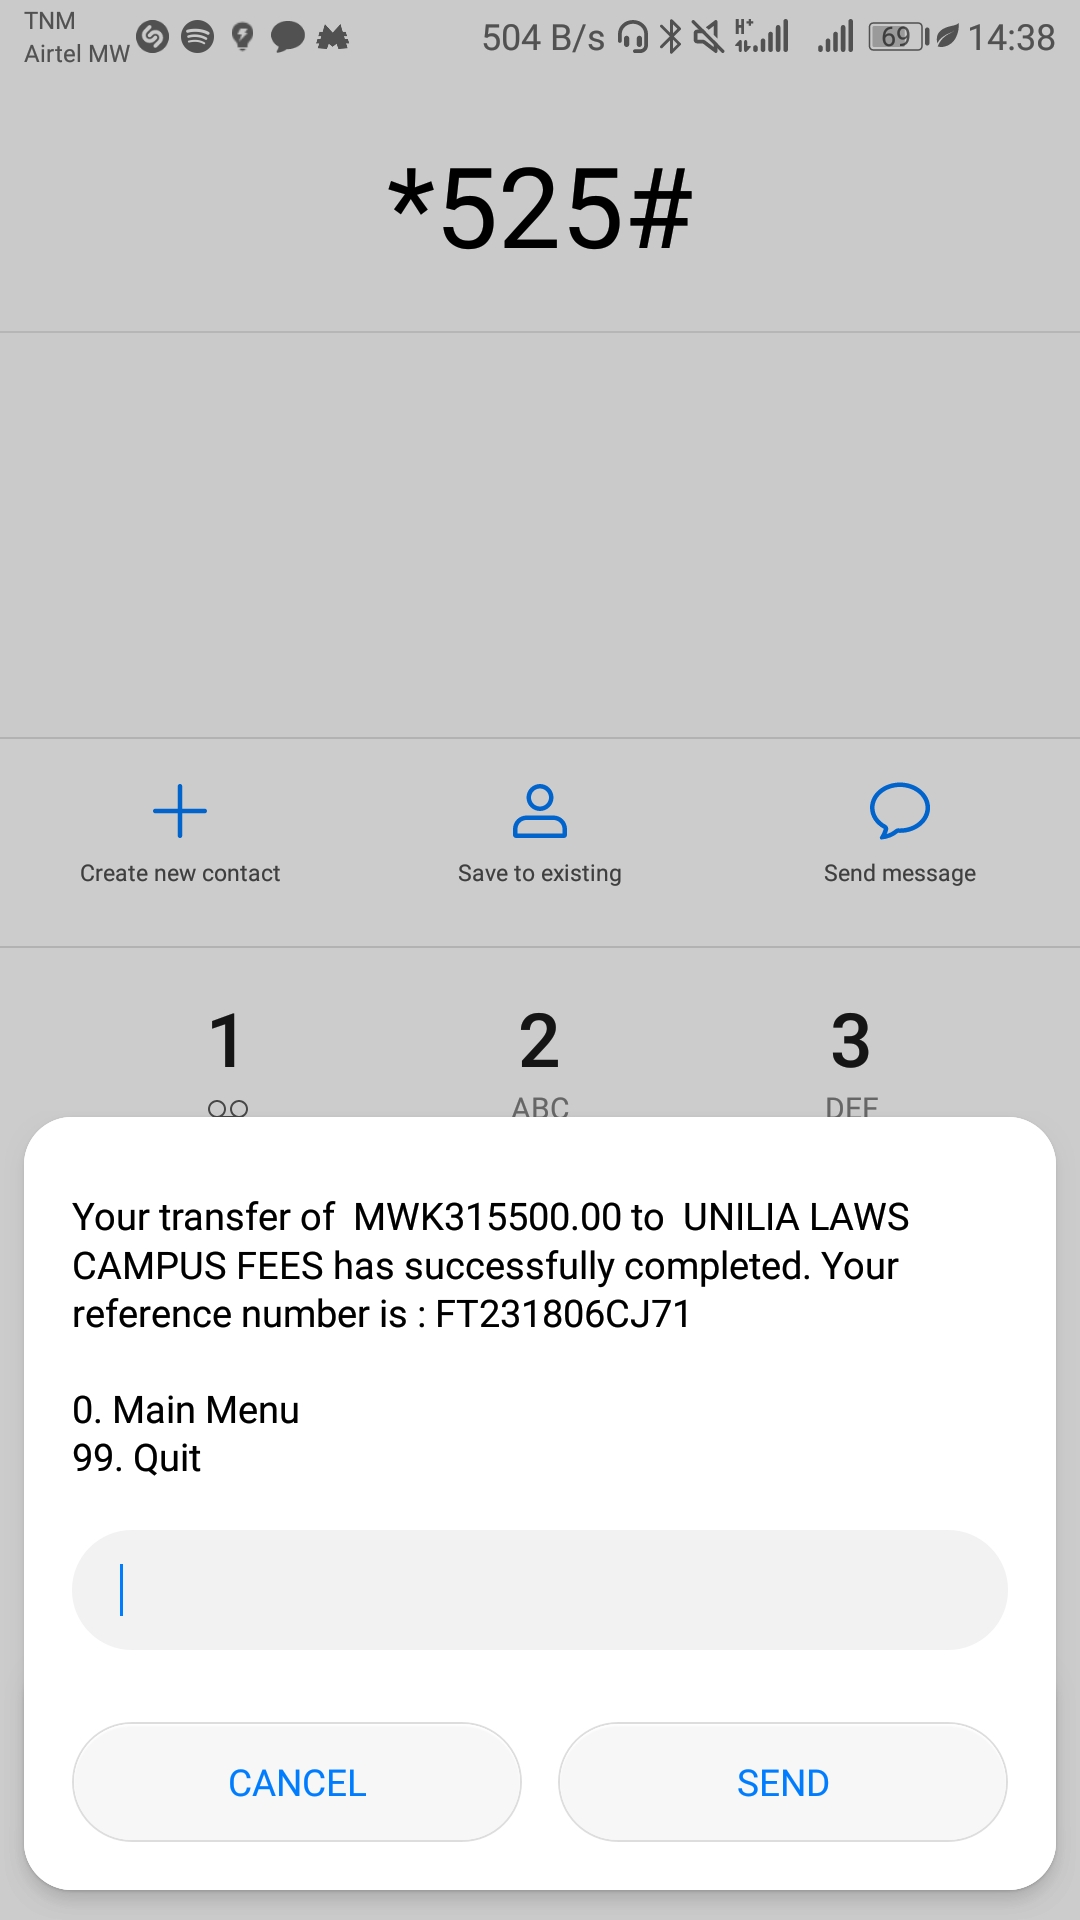 TNM
Airtel MW
504 B/s
H+
69
14:38
*525#
Create new contact
Save to existing
Send message
1
2
3
ABC
DEF
Your transfer of  MWK315500.00 to  UNILIA LAWS
CAMPUS FEES has successfully completed. Your
reference number is : FT231806CJ71
0. Main Menu
99. Quit
CANCEL
SEND